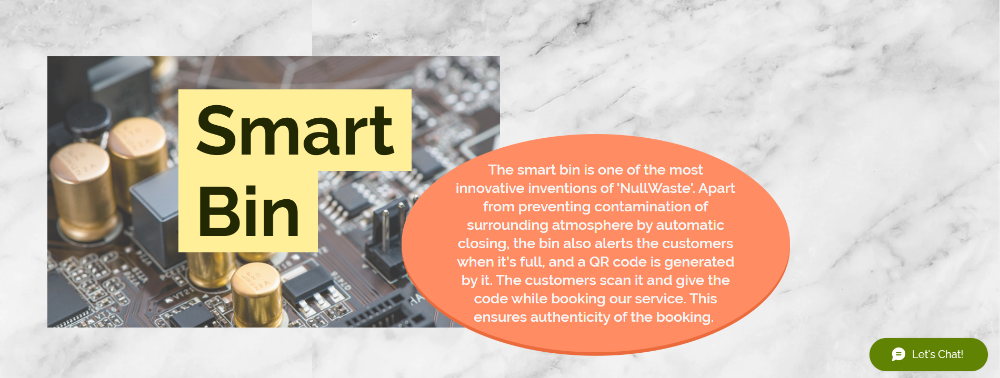 Smart
Bin
The smart bin is one of the most
innovative inventions of 'NullWaste'. Apart
from preventing contamination of
surrounding atmosphere by automatic
closing, the bin also alerts the customers
when it's full, and a QR code is generated
by it. The customers scan it and give the
code while booking our service. This
ensures authenticity of the booking.
Let's Chat!